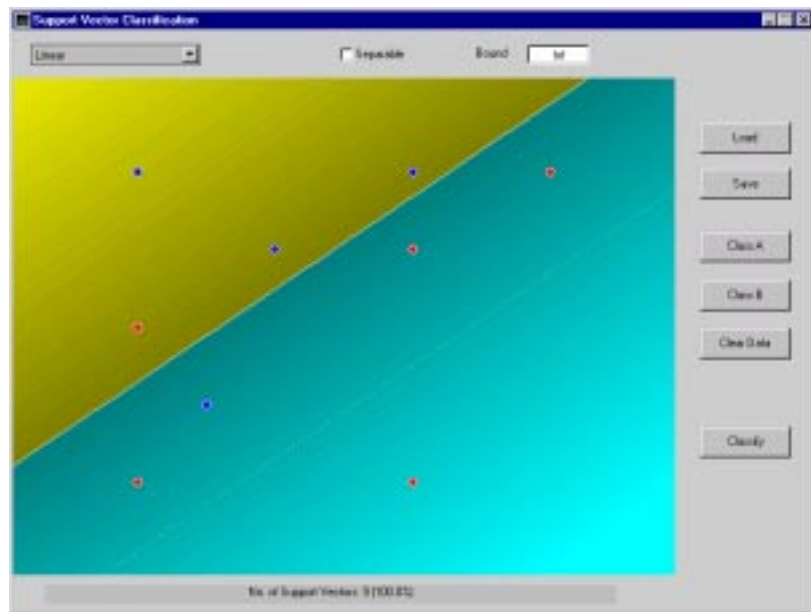 Support Vector Classification
Linear
Separable
Bound
Inf
Load
Save
Class A
Class B
Clear Data
Classify
No. of Support Vectors: 9 (100.0%)